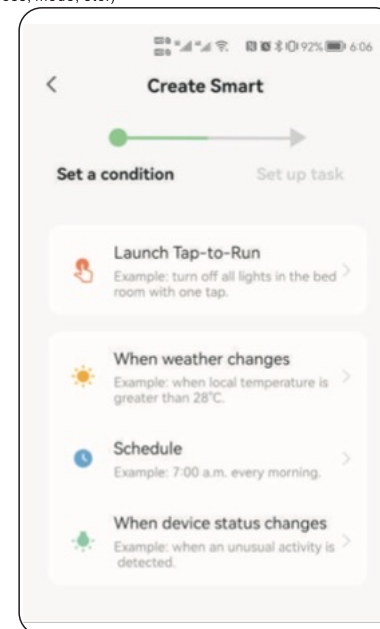 92% 6:06
Create Smart
Set a condition
Set up task
Launch Tap-to-Run
Example: turn off all lights in the bed
room with one tap.
When weather changes
Example: when local temperature is
greater than 28°C.
Schedule
Example: 7:00 a.m. every morning.
When device status changes
Example: when an unusual activity is
detected.